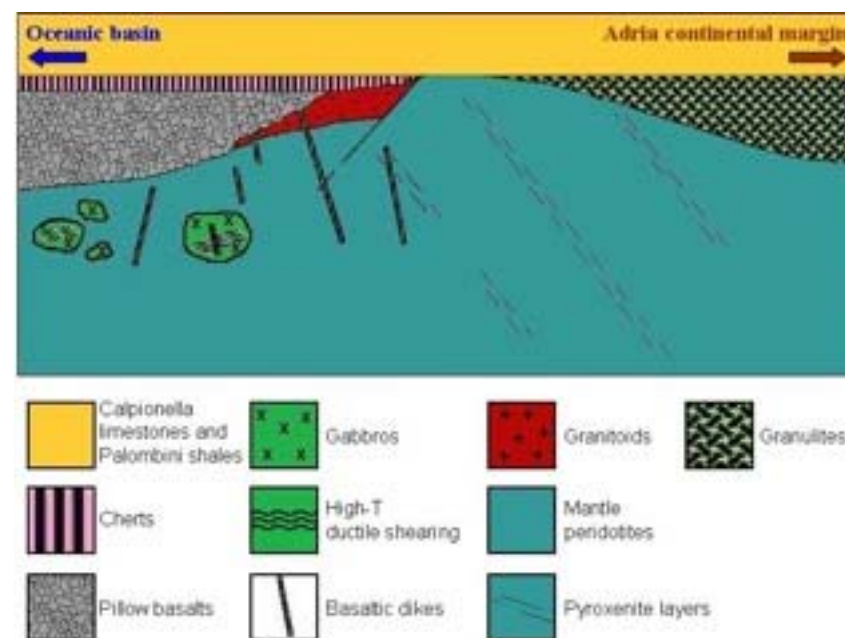 Oceanic basin
Adria continental margin
Calpionella
limestones and
Palombini shales
Gabbros
Granitoids
Granulites
Cherts
High-T
ductile shearing
Mantle
peridotites
Pillow basalts
Basaltic dikes
Pyroxenite layers